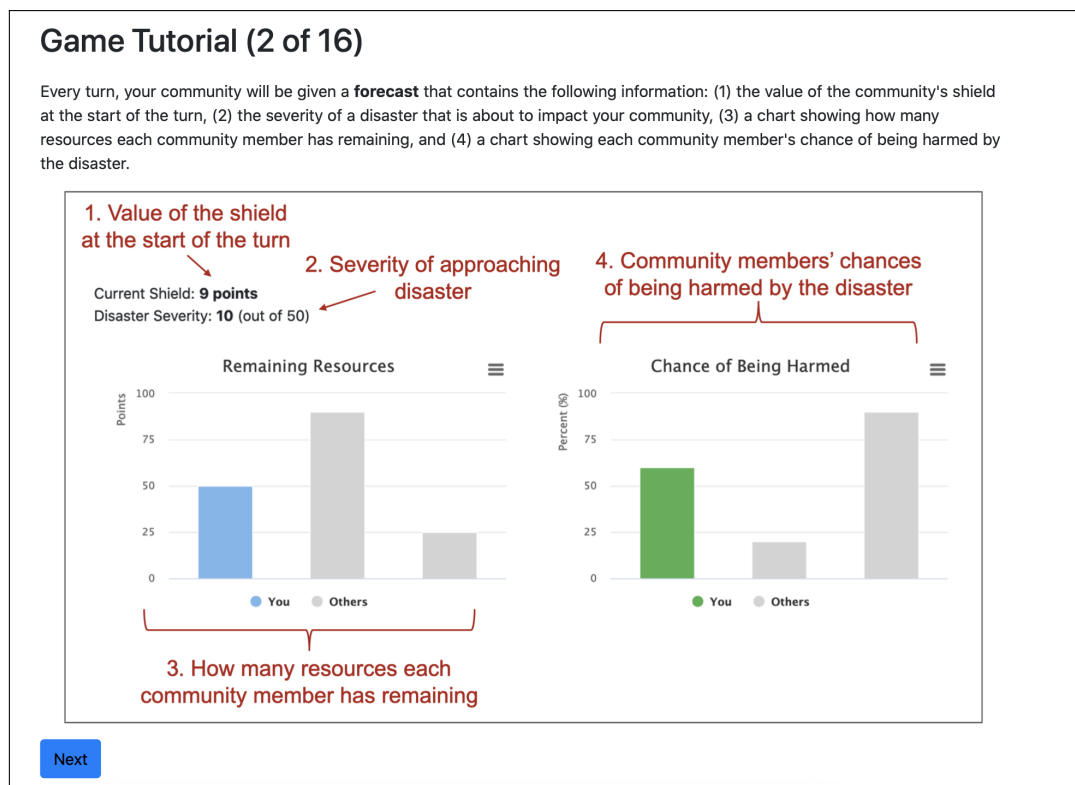 Game Tutorial (2 of 16)
Every turn, your community will be given a forecast that contains the following information: (1) the value of the community's shield
at the start of the turn, (2) the severity of a disaster that is about to impact your community, (3) a chart showing how many
resources each community member has remaining, and (4) a chart showing each community member's chance of being harmed by
the disaster.
1. Value of the shield
at the start of the turn
2. Severity of approaching
disaster
4. Community members' chances
of being harmed by the disaster
Current Shield: 9 points
Disaster Severity: 10 (out of 50)
Remaining Resources
Points
100
75
50
25
0
You
Others
Chance of Being Harmed
Percent (%)
100
75
50
25
0
You
Others
3. How many resources each
community member has remaining
Next